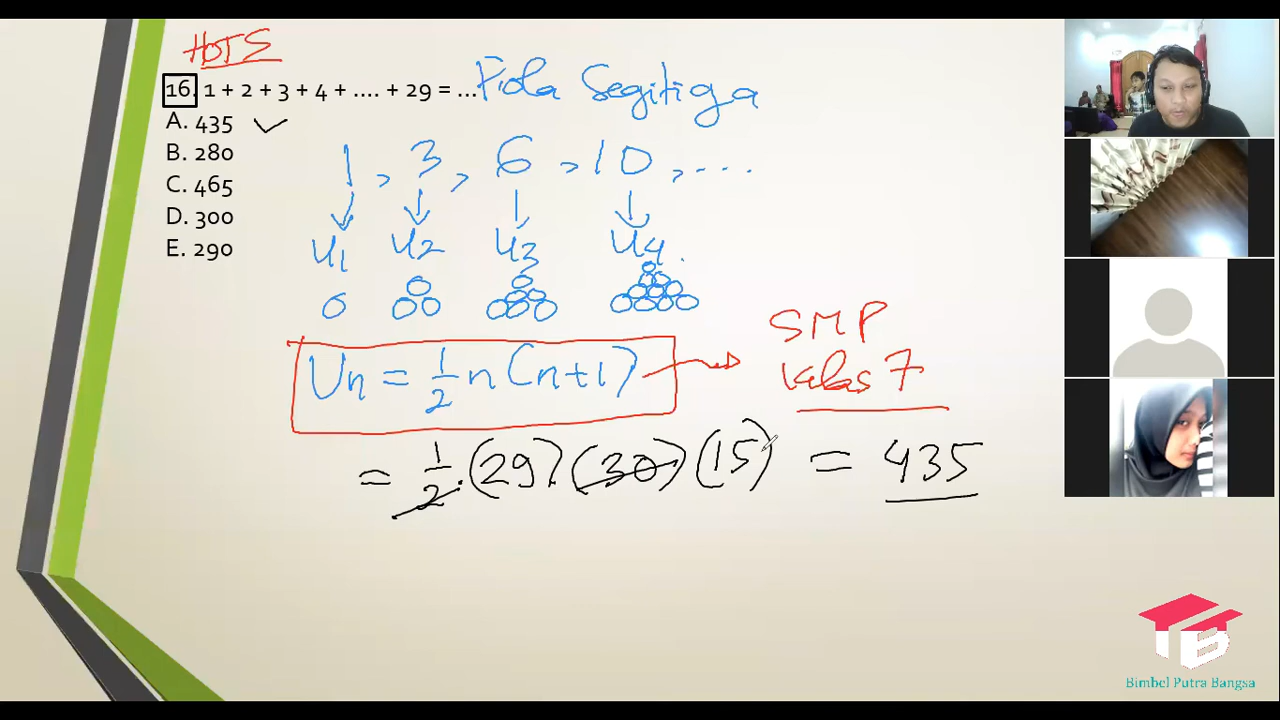 HOTS
16. 1 + 2 + 3 + 4 + .... + 29 = ... Pola Segitiga
A. 435 ✓
B. 280
C. 465
D. 300
E. 290
1 , 3 , 6 , 10 , ...
U1 U2 U3 U4
Un = 1/2 n (n+1) → SMP
kelas 7
= 1/2 . (29) (30) (15) = 435
Bimbel Putra Bangsa